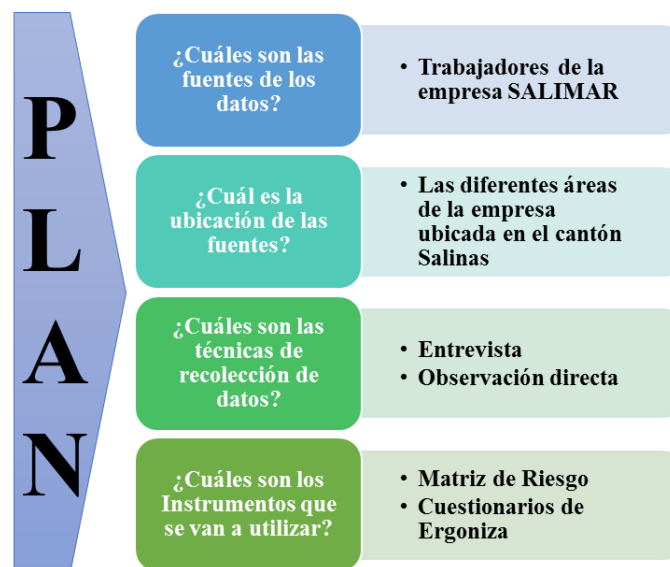 PLAN
¿Cuáles son las
fuentes de los
datos?
• Trabajadores de la
empresa SALIMAR
¿Cuál es la
ubicación de las
fuentes?
• Las diferentes áreas
de la empresa
ubicada en el cantón
Salinas
¿Cuáles son las
técnicas de
recolección de
datos?
• Entrevista
• Observación directa
¿Cuáles son los
Instrumentos que
se van a utilizar?
• Matriz de Riesgo
• Cuestionarios de
Ergoniza